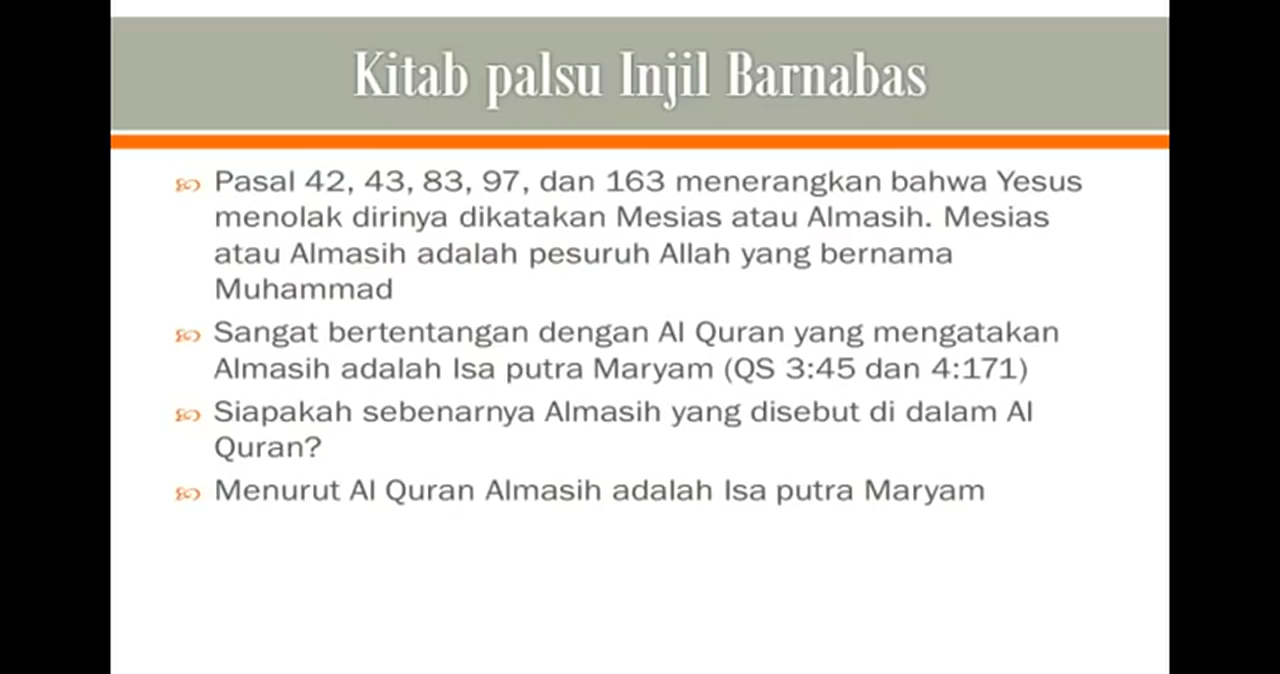 Kitab palsu Injil Barnabas
Pasal 42, 43, 83, 97, dan 163 menerangkan bahwa Yesus
menolak dirinya dikatakan Mesias atau Almasih. Mesias
atau Almasih adalah pesuruh Allah yang bernama
Muhammad
Sangat bertentangan dengan Al Quran yang mengatakan
Almasih adalah Isa putra Maryam (QS 3:45 dan 4:171)
Siapakah sebenarnya Almasih yang disebut di dalam Al
Quran?
Menurut Al Quran Almasih adalah Isa putra Maryam